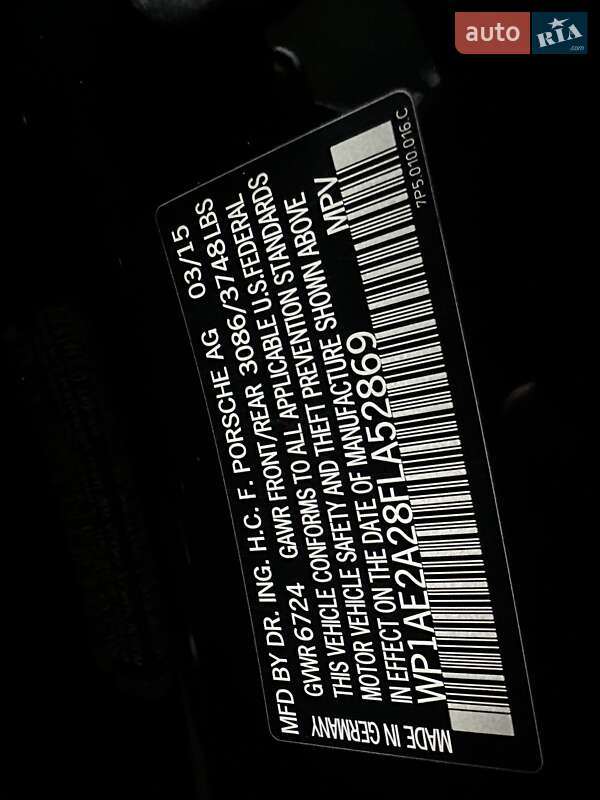 auto RIA
.com
MFD BY DR. ING. H.C. F. PORSCHE AG 03/15
GVWR 6724 GAWR FRONT/REAR 3086/3748LBS
THIS VEHICLE CONFORMS TO ALL APPLICABLE U.S.FEDERAL
MOTOR VEHICLE SAFETY AND THEFT PREVENTION STANDARDS
IN EFFECT ON THE DATE OF MANUFACTURE SHOWN ABOVE
WP1AE2A28FLA52869 MPV
MADE IN GERMANY
7P5.010.016.C